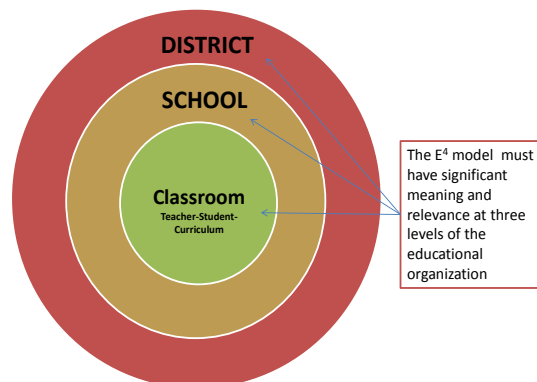 DISTRICT
SCHOOL
Classroom
Teacher-Student-
Curriculum
The E⁴ model must
have significant
meaning and
relevance at three
levels of the
educational
organization